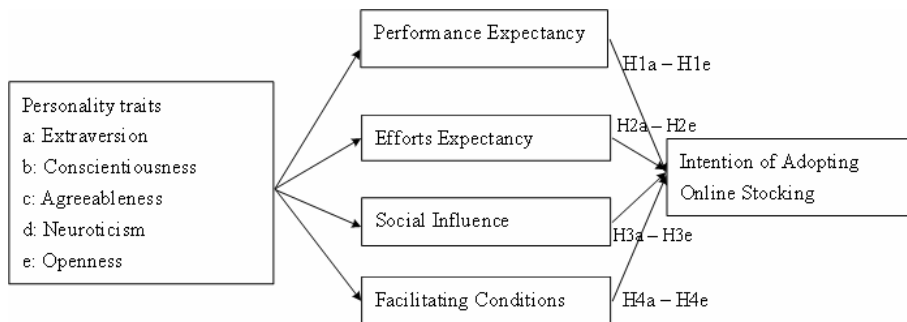 Personality traits
a: Extraversion
b: Conscientiousness
c: Agreeableness
d: Neuroticism
e: Openness
Performance Expectancy
Efforts Expectancy
Social Influence
Facilitating Conditions
H1a – H1e
H2a – H2e
H3a – H3e
H4a – H4e
Intention of Adopting
Online Stocking